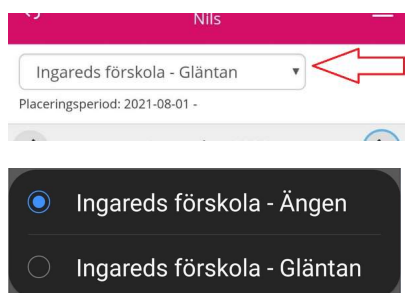 Nils
Ingareds förskola - Gläntan
Placeringsperiod: 2021-08-01 -
Ingareds förskola - Ängen
Ingareds förskola - Gläntan